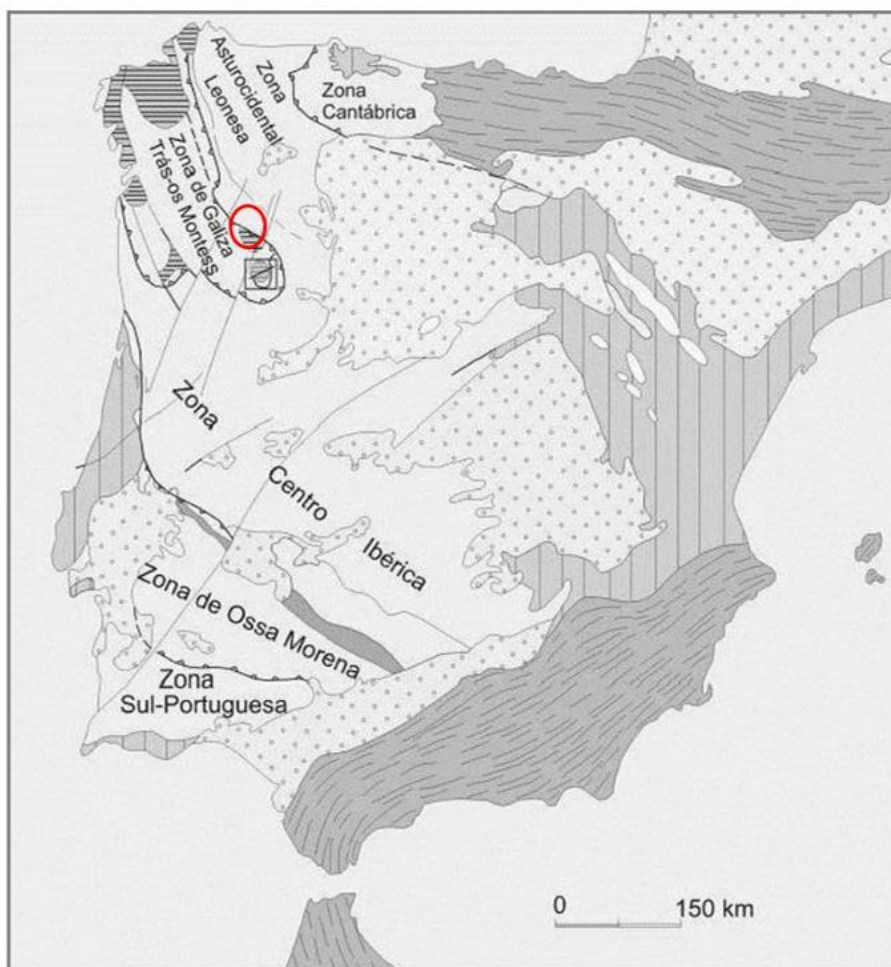 Zona
Asturocidental
Leonesa
Zona
Cantábrica
Zona de Galiza
Trás-os Montess
Zona
Centro
Ibérica
Zona de Ossa Morena
Zona
Sul-Portuguesa
0 150 km